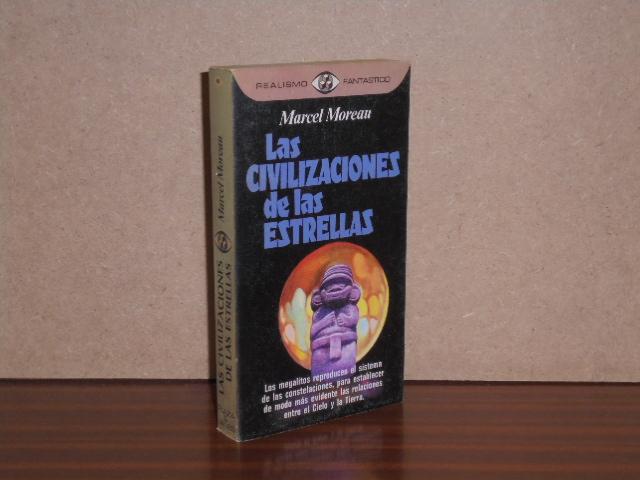 REALISMO FANTASTICO
Marcel Moreau
Las
CIVILIZACIONES
de las
ESTRELLAS
Los megalitos reproducen el sistema
de las constelaciones, para establecer
de modo más evidente las relaciones
entre el Cielo y la Tierra.
LAS CIVILIZACIONES
DE LAS ESTRELLAS
Marcel Moreau